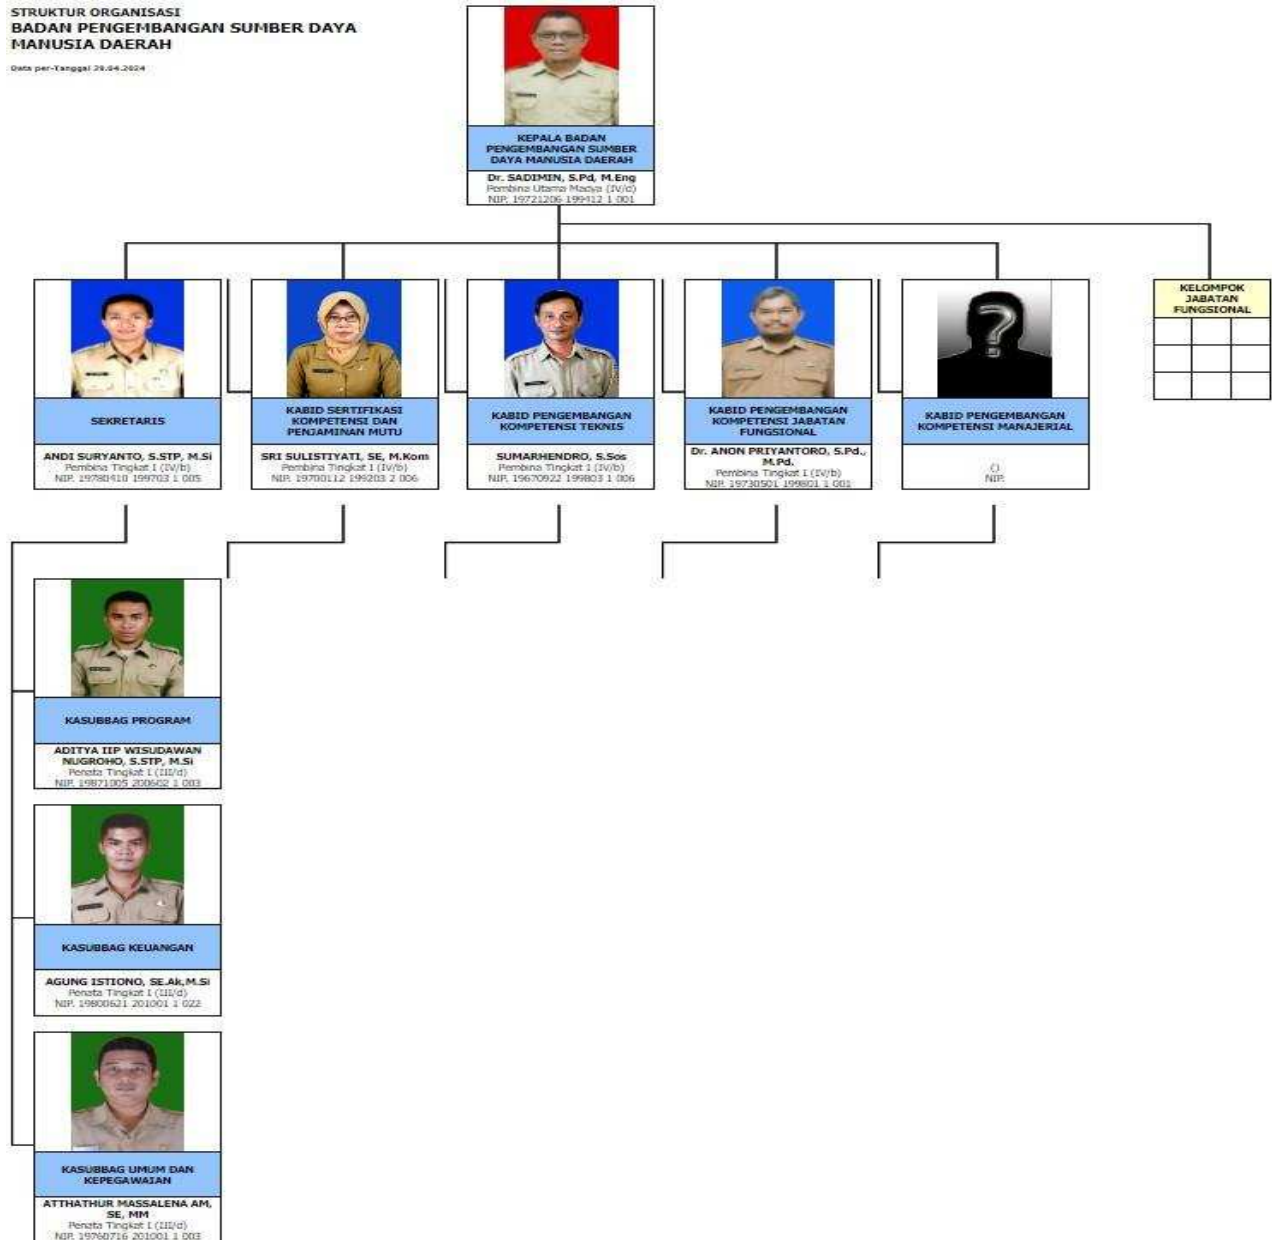 STRUKTUR ORGANISASI
BADAN PENGEMBANGAN SUMBER DAYA
MANUSIA DAERAH
Data per-Tanggal 29.04.2024
KEPALA BADAN
PENGEMBANGAN SUMBER
DAYA MANUSIA DAERAH
Dr. SADIMIN, S.Pd, M.Eng
Pembina Utama Madya (IV/d)
NIP. 19721206 199412 1 001
SEKRETARIS
ANDI SURYANTO, S.STP, M.Si
Pembina Tingkat I (IV/b)
NIP. 19780410 199703 1 005
KABID SERTIFIKASI
KOMPETENSI DAN
PENJAMINAN MUTU
SRI SULISTIYATI, SE, M.Kom
Pembina Tingkat I (IV/b)
NIP. 19700112 199203 2 006
KABID PENGEMBANGAN
KOMPETENSI TEKNIS
SUMARHENDRO, S.Sos
Pembina Tingkat I (IV/b)
NIP. 19670922 199803 1 006
KABID PENGEMBANGAN
KOMPETENSI JABATAN
FUNGSIONAL
Dr. ANON PRIYANTORO, S.Pd.,
M.Pd.
Pembina Tingkat I (IV/b)
NIP. 19730501 199801 1 001
?
KABID PENGEMBANGAN
KOMPETENSI MANAJERIAL
()
NIP.
KELOMPOK
JABATAN
FUNGSIONAL
KASUBBAG PROGRAM
ADITYA IIP WISUDAWAN
NUGROHO, S.STP, M.Si
Penata Tingkat I (III/d)
NIP. 19871005 200602 1 003
KASUBBAG KEUANGAN
AGUNG ISTIONO, SE.Ak,M.Si
Penata Tingkat I (III/d)
NIP. 19800621 201001 1 022
KASUBBAG UMUM DAN
KEPEGAWAIAN
ATTHATHUR MASSALENA AM,
SE, MM
Penata Tingkat I (III/d)
NIP. 19760716 201001 1 003